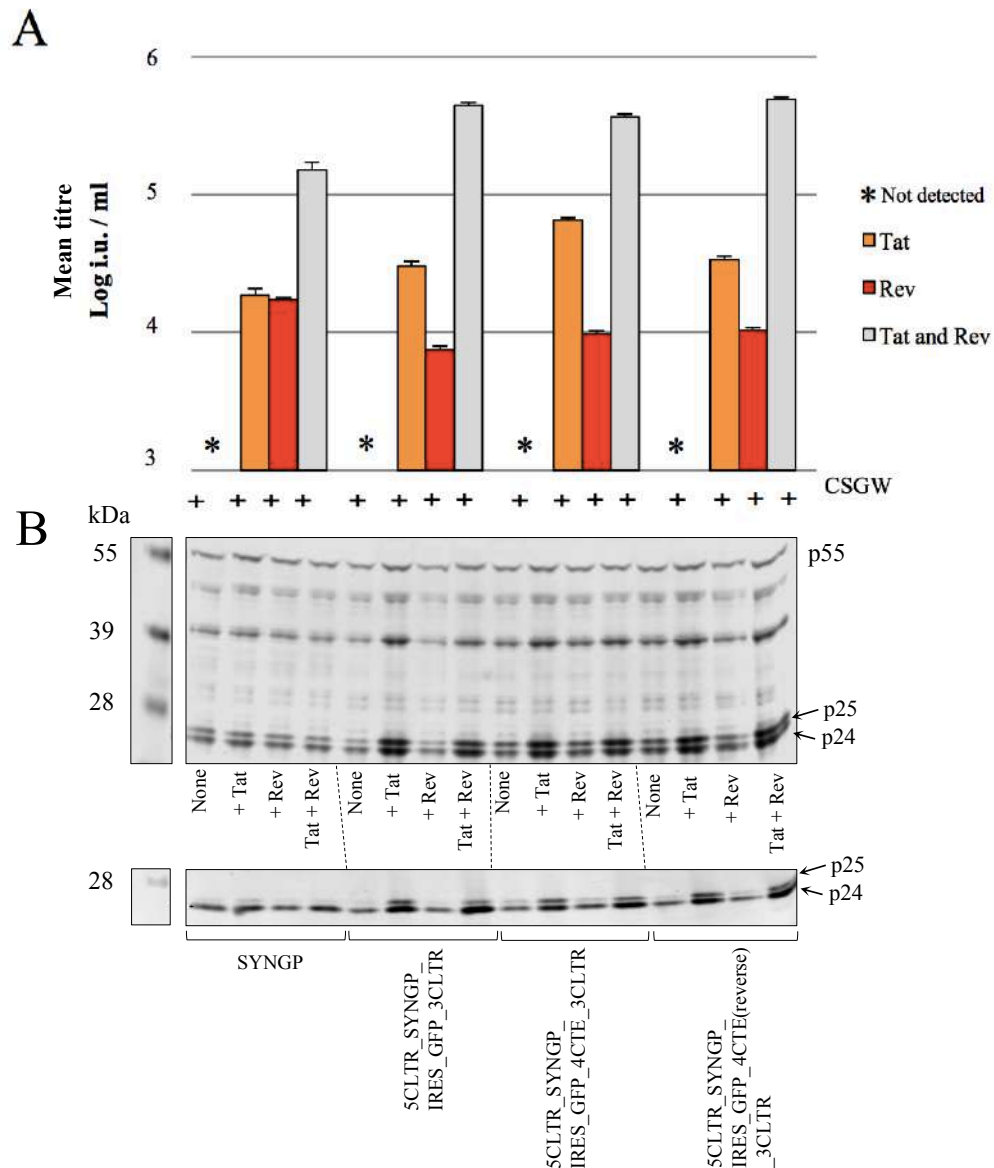 A
6
5
4
3
Mean titre
Log i.u. / ml
* Not detected
Tat
Rev
Tat and Rev
* * * *
+ + + + + + + + + + + + + + + +
CSGW
B
kDa
55
39
28
p55
p25
p24
None
+ Tat
+ Rev
Tat + Rev
None
+ Tat
+ Rev
Tat + Rev
None
+ Tat
+ Rev
Tat + Rev
None
+ Tat
+ Rev
Tat + Rev
28
p25
p24
SYNGP
5CLTR_SYNGP_
IRES_GFP_3CLTR
5CLTR_SYNGP_
IRES_GFP_4CTE_3CLTR
5CLTR_SYNGP_
IRES_GFP_4CTE(reverse)
_3CLTR